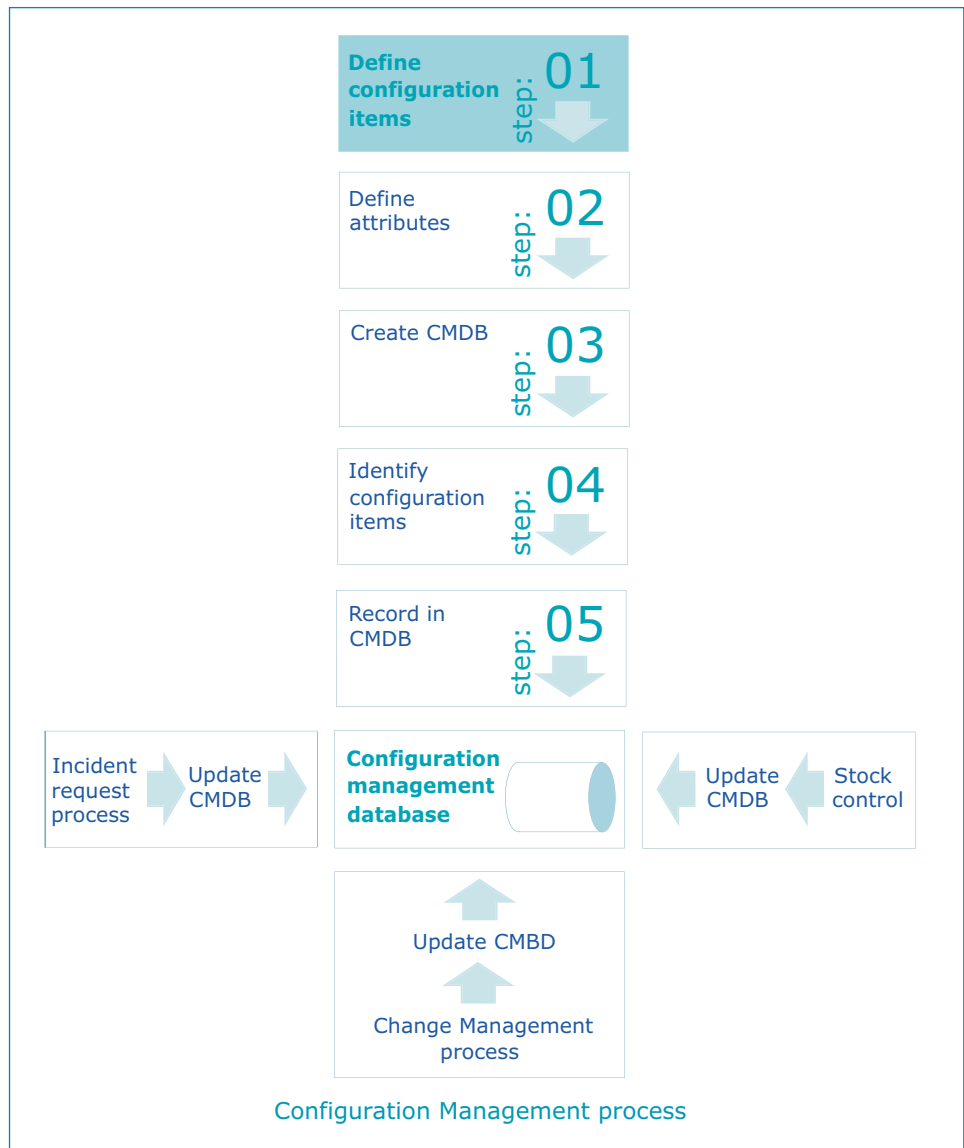 Define
configuration
items
step:
01
Define
attributes
step:
02
Create CMDB
step:
03
Identify
configuration
items
step:
04
Record in
CMDB
step:
05
Incident
request
process
Update
CMDB
Configuration
management
database
Update
CMDB
Stock
control
Update CMBD
Change Management
process
Configuration Management process